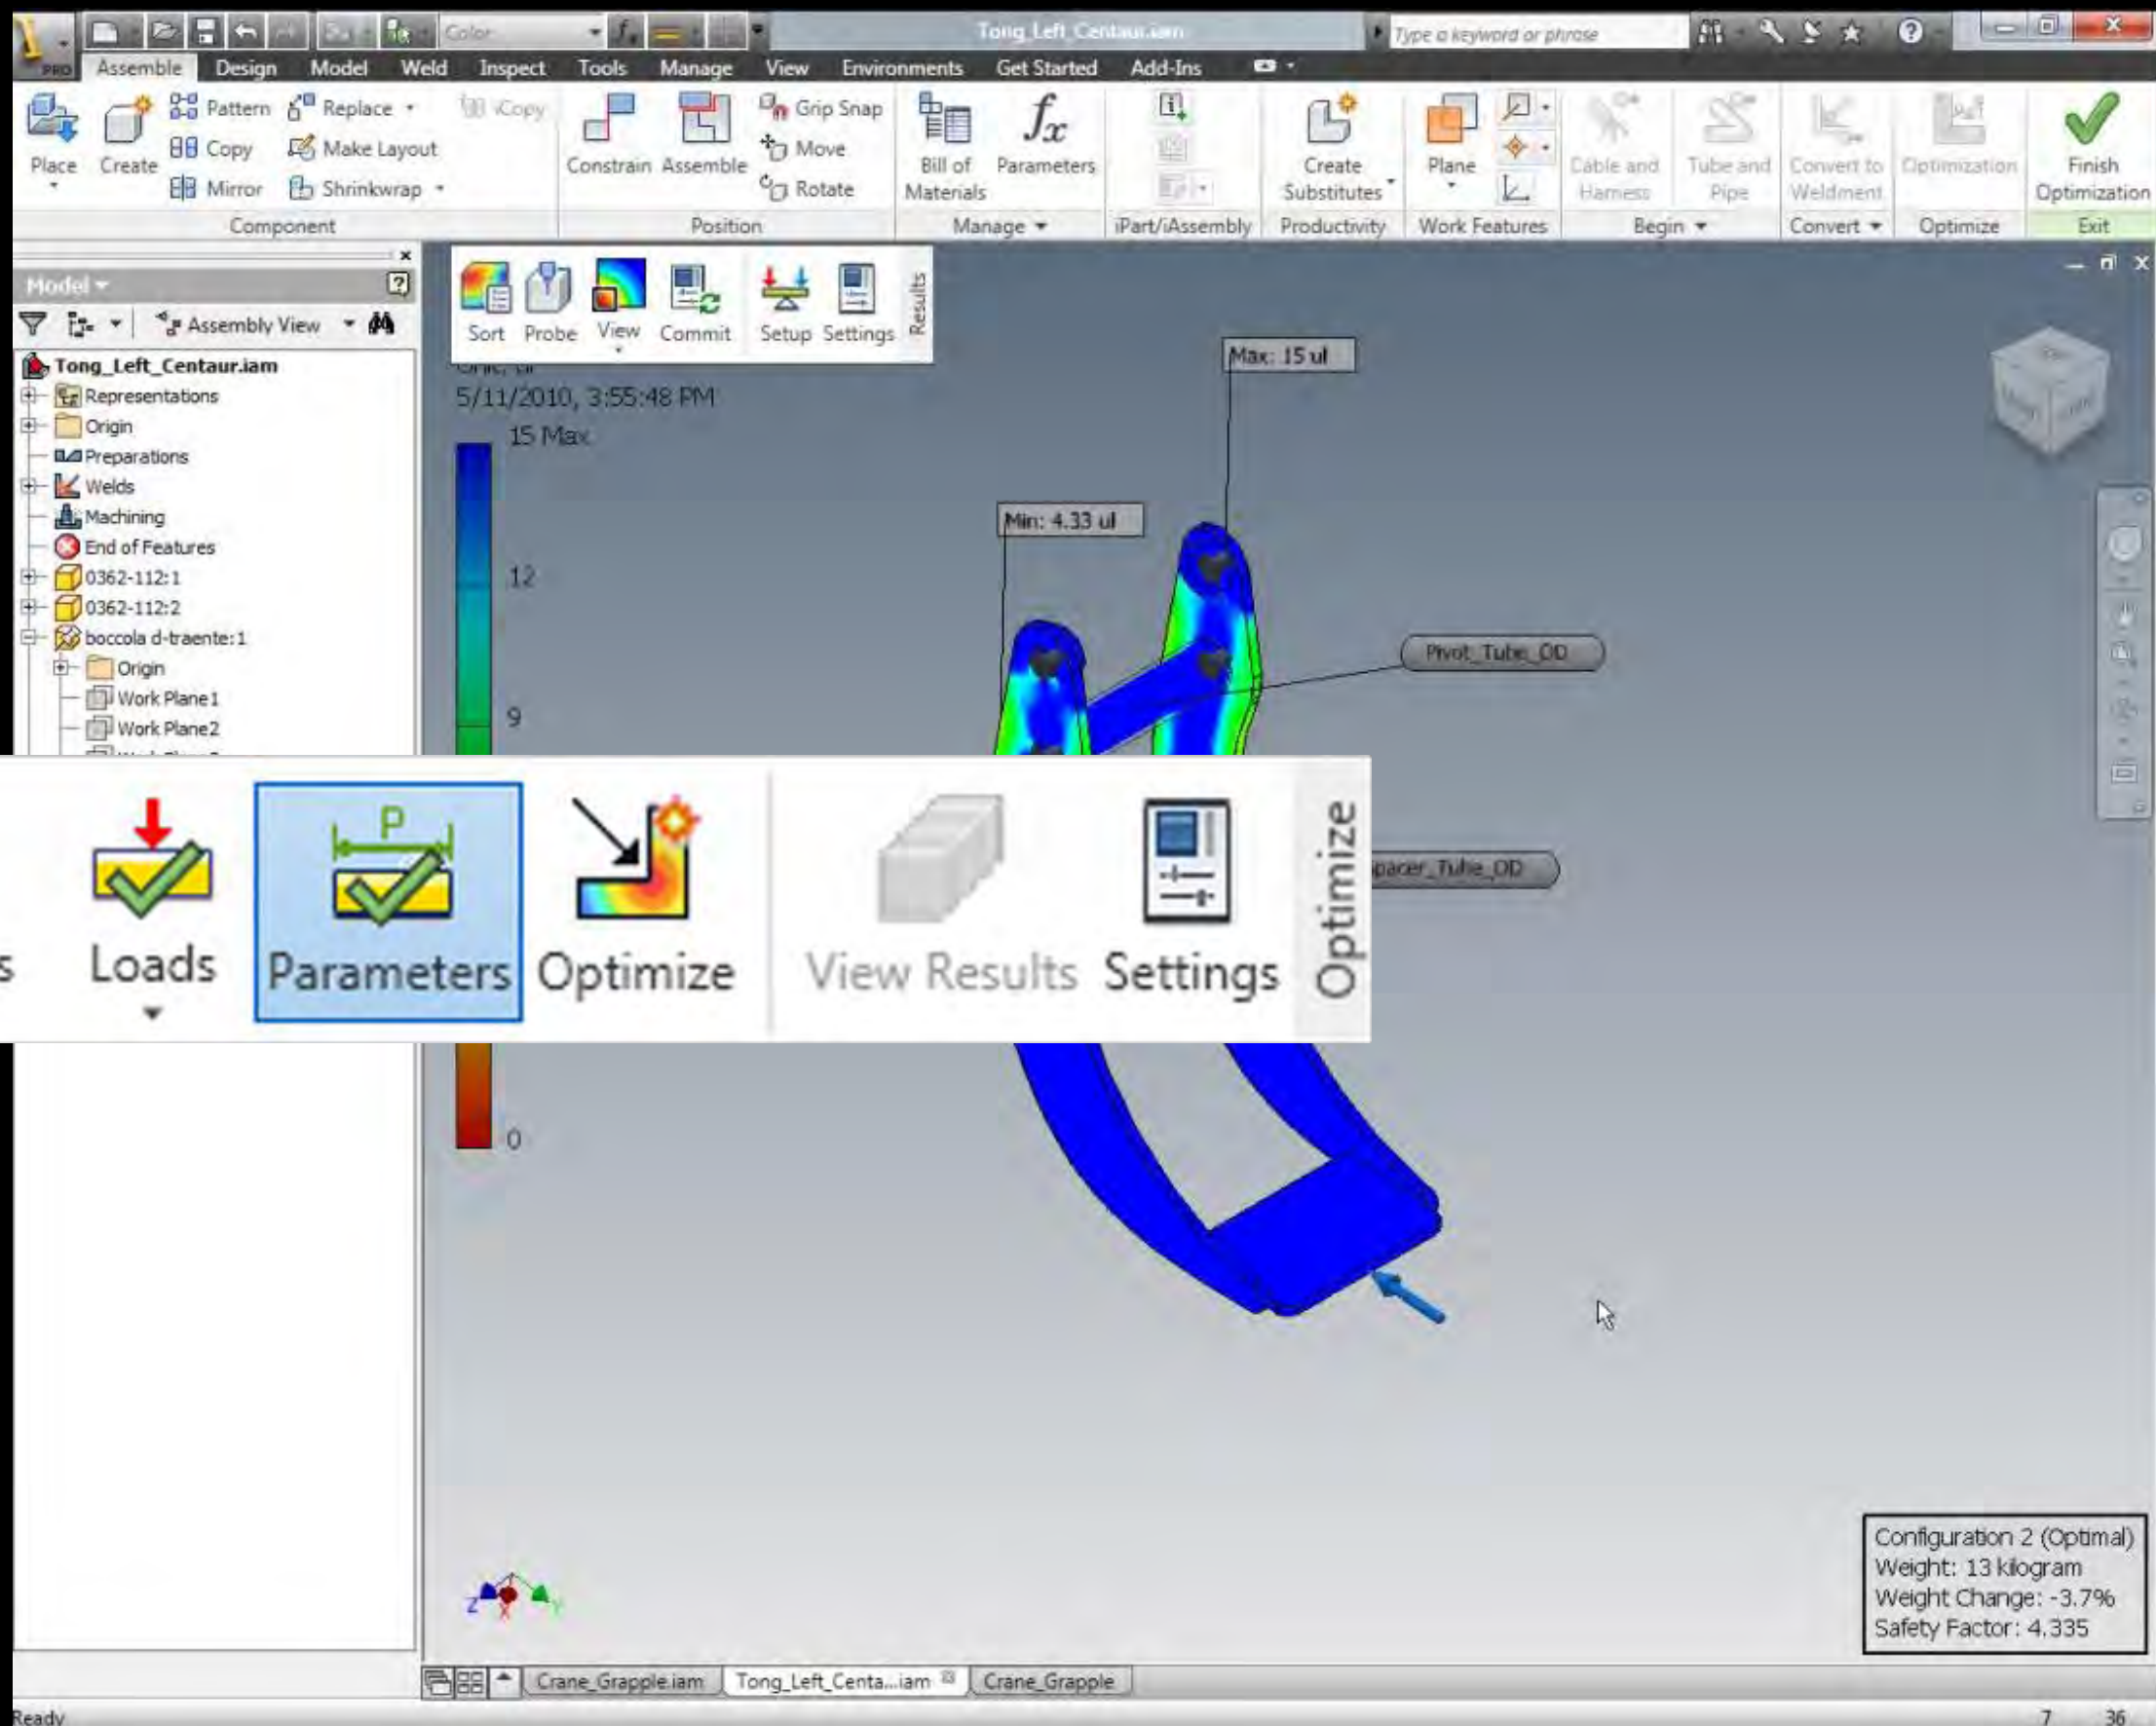 Tong_Left_Centaur.iam
Color
Type a keyword or phrase
PRO
Assemble Design Model Weld Inspect Tools Manage View Environments Get Started Add-Ins
Place
Create
Pattern
Copy
Mirror
Replace
Make Layout
Shrinkwrap
iCopy
Component
Constrain
Assemble
Grip Snap
Move
Rotate
Position
Bill of
Materials
fx
Parameters
Manage
iPart/iAssembly
Create
Substitutes
Productivity
Plane
Work Features
Cable and
Harness
Tube and
Pipe
Begin
Convert to
Weldment
Convert
Optimization
Optimize
Finish
Optimization
Exit
Model
Assembly View
Tong_Left_Centaur.iam
Representations
Origin
Preparations
Welds
Machining
End of Features
0362-112:1
0362-112:2
boccola d-traente:1
Origin
Work Plane1
Work Plane2
Sort Probe View Commit Setup Settings
Results
5/11/2010, 3:55:48 PM
15 Max
12
9
0
Max: 15 ul
Min: 4.33 ul
Pivot_Tube_OD
Spacer_Tube_OD
s
Loads
P
Parameters
Optimize
View Results
Settings
Optimize
Z X Y
Configuration 2 (Optimal)
Weight: 13 kilogram
Weight Change: -3.7%
Safety Factor: 4.335
Crane_Grapple.iam
Tong_Left_Centa...iam
Crane_Grapple
Ready
7 36